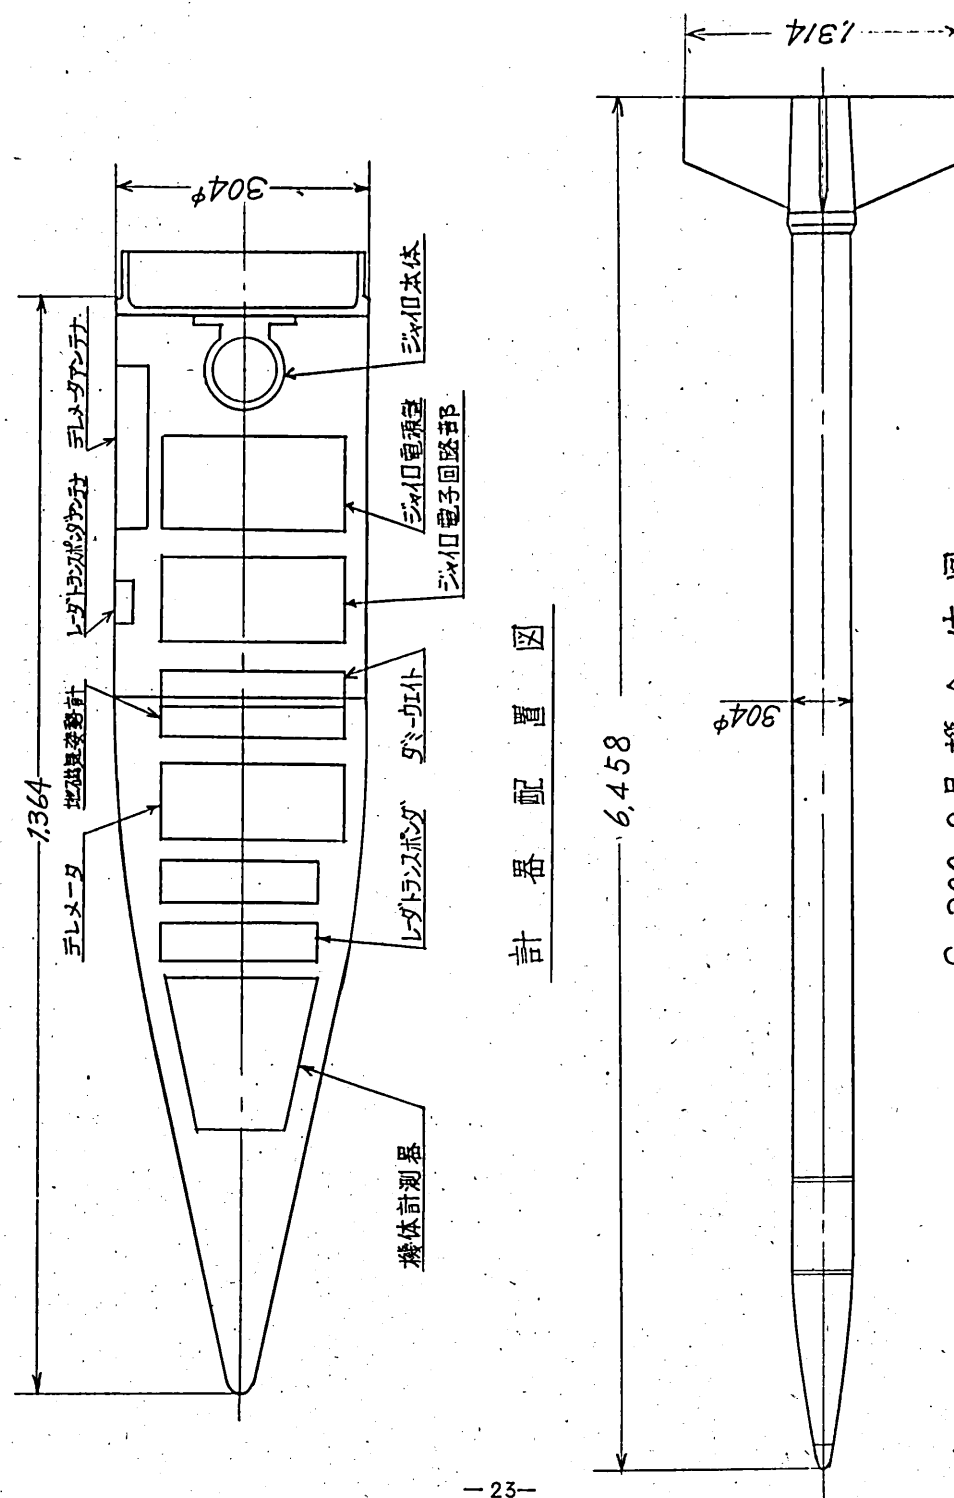 1,364
304φ
テレメータ
地磁気姿勢計
レーダトランスポンダアンテナ
テレメータアンテナ
機体計測器
レーダトランスポンダ
ダミーウエイト
ジャイロ電子回路部
ジャイロ電源部
ジャイロ本体
計器配置図
6,458
304φ
1,314
—23—